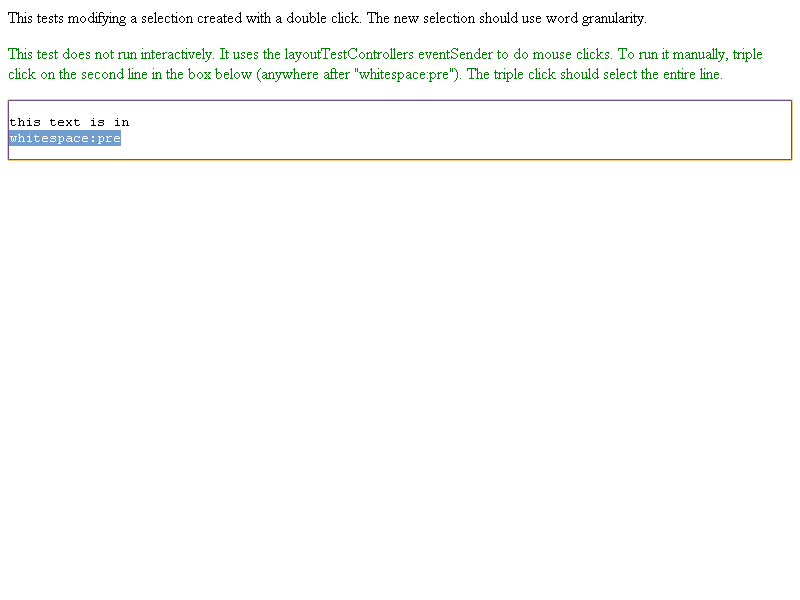 This tests modifying a selection created with a double click. The new selection should use word granularity.
This test does not run interactively. It uses the layoutTestControllers eventSender to do mouse clicks. To run it manually, triple
click on the second line in the box below (anywhere after "whitespace:pre"). The triple click should select the entire line.
this text is in
whitespace:pre